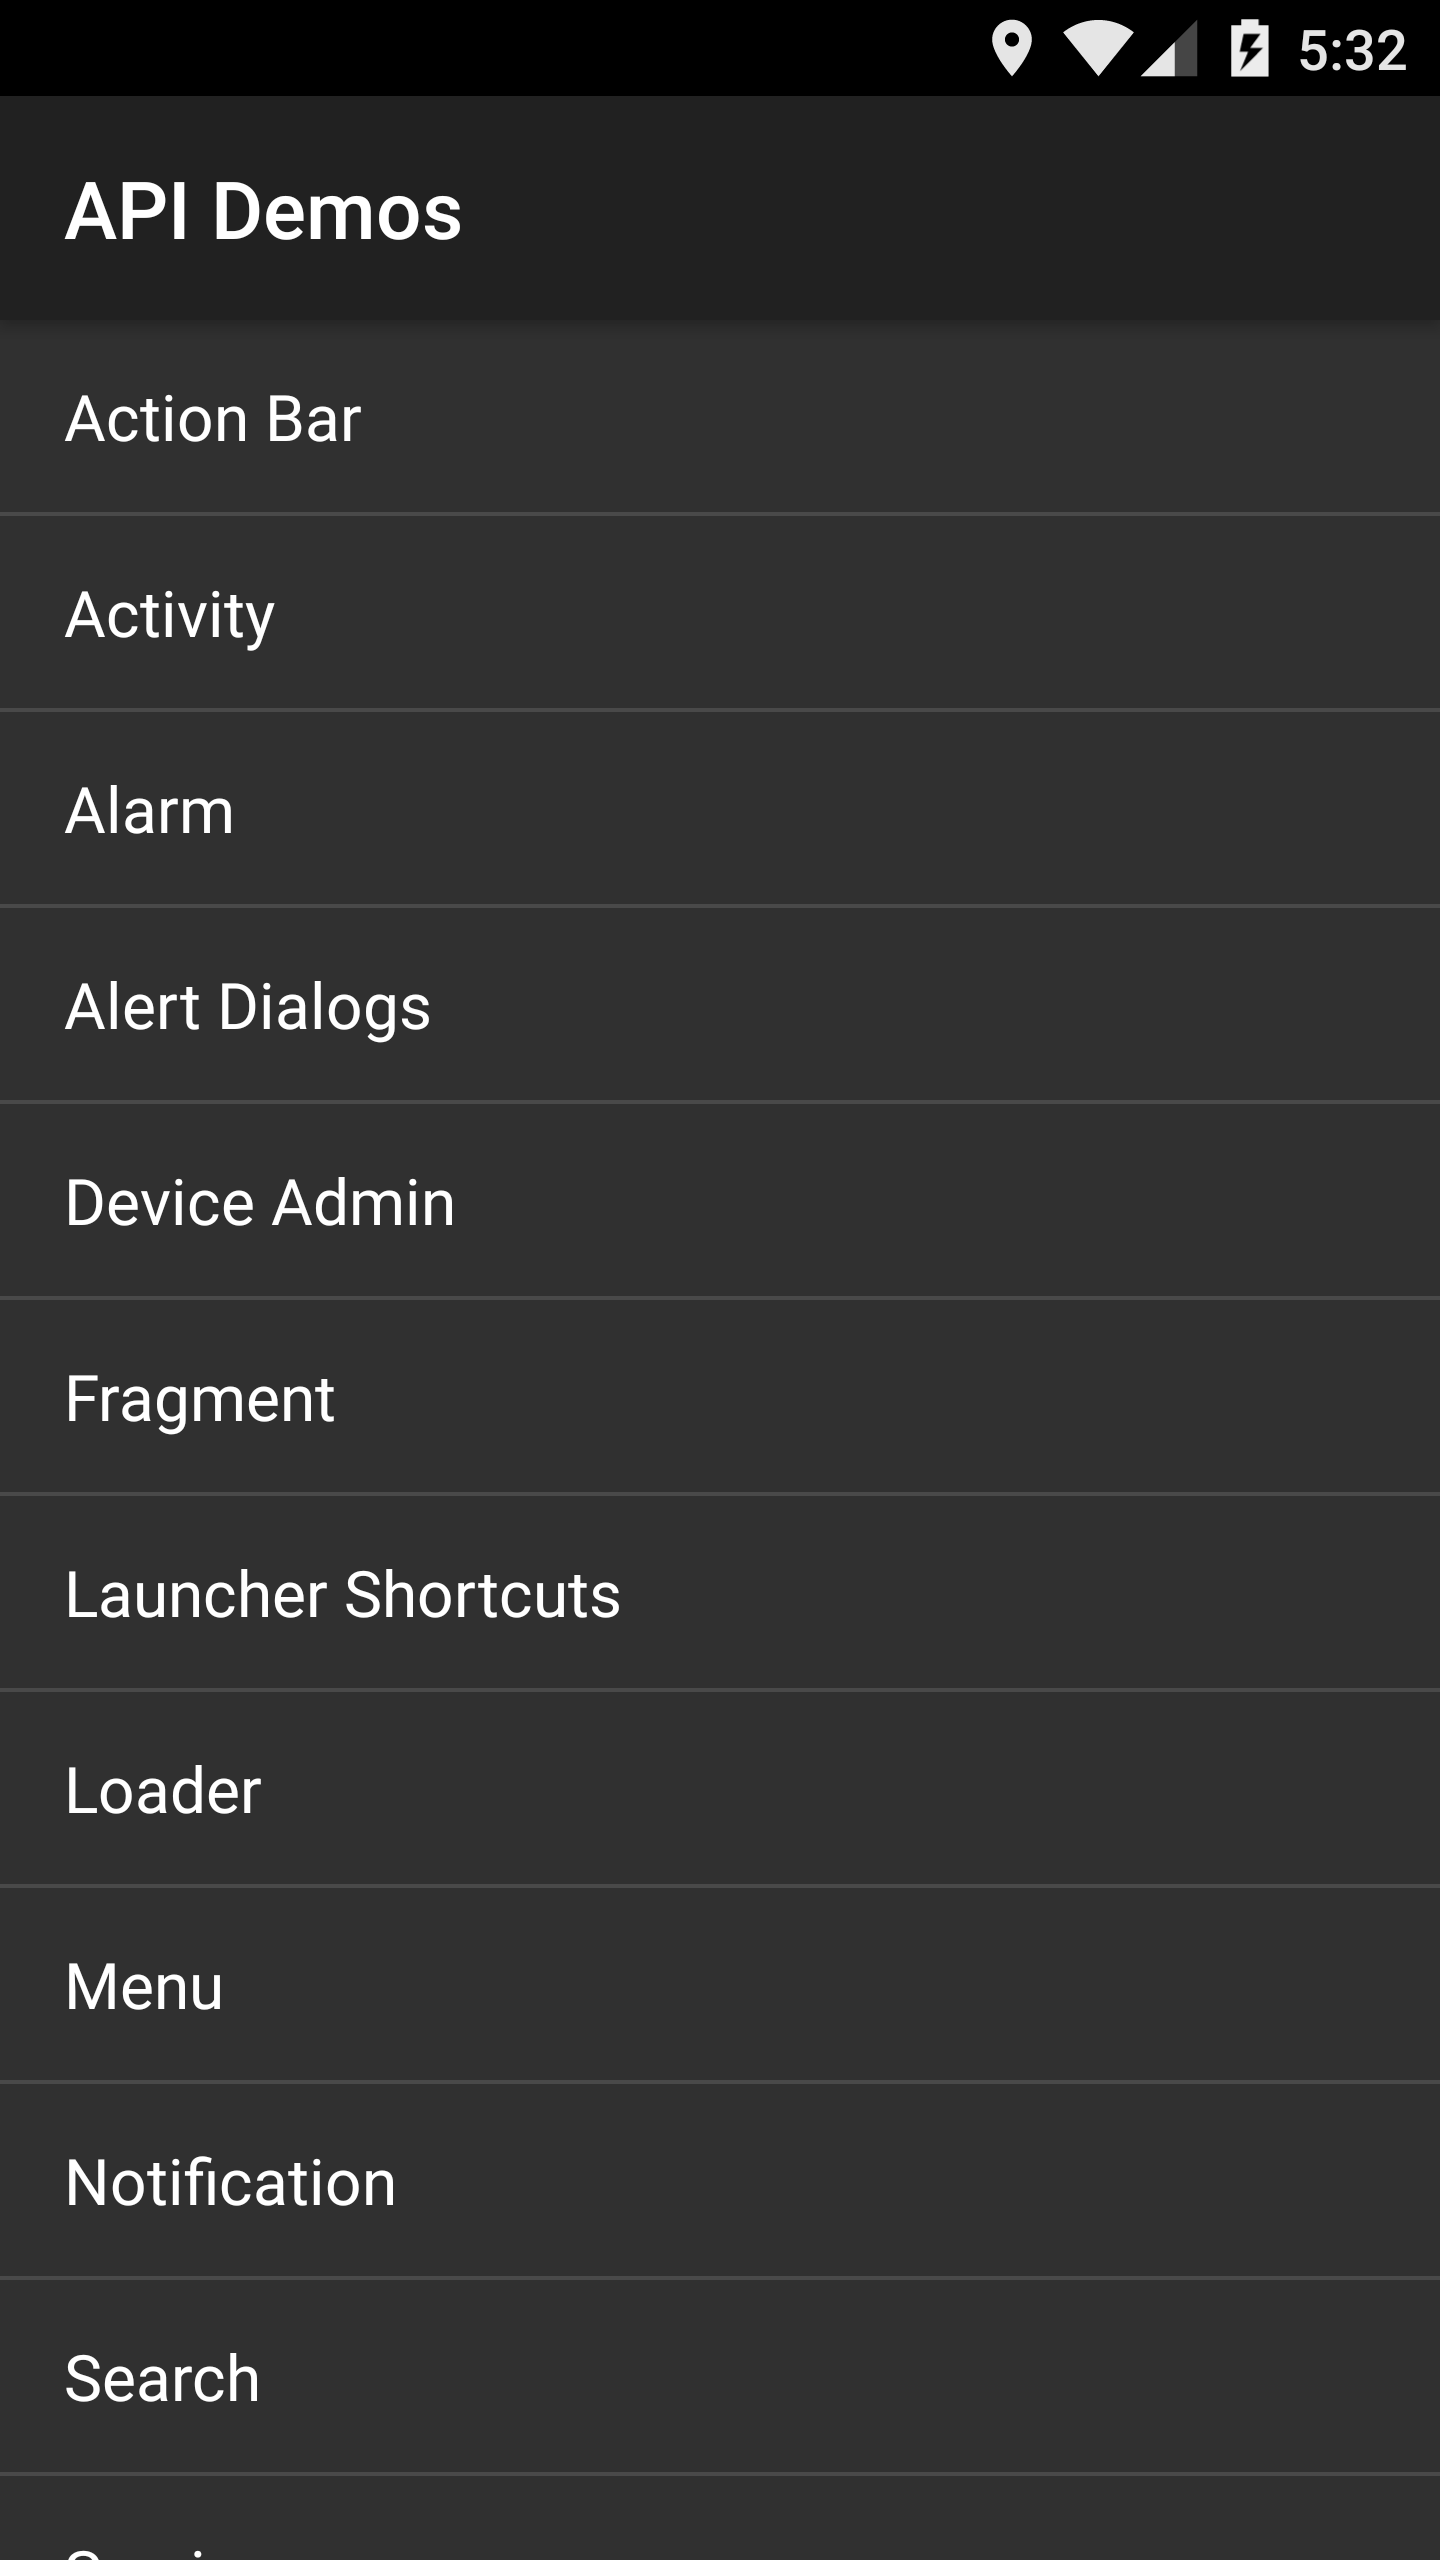 5:32
API Demos
Action Bar
Activity
Alarm
Alert Dialogs
Device Admin
Fragment
Launcher Shortcuts
Loader
Menu
Notification
Search